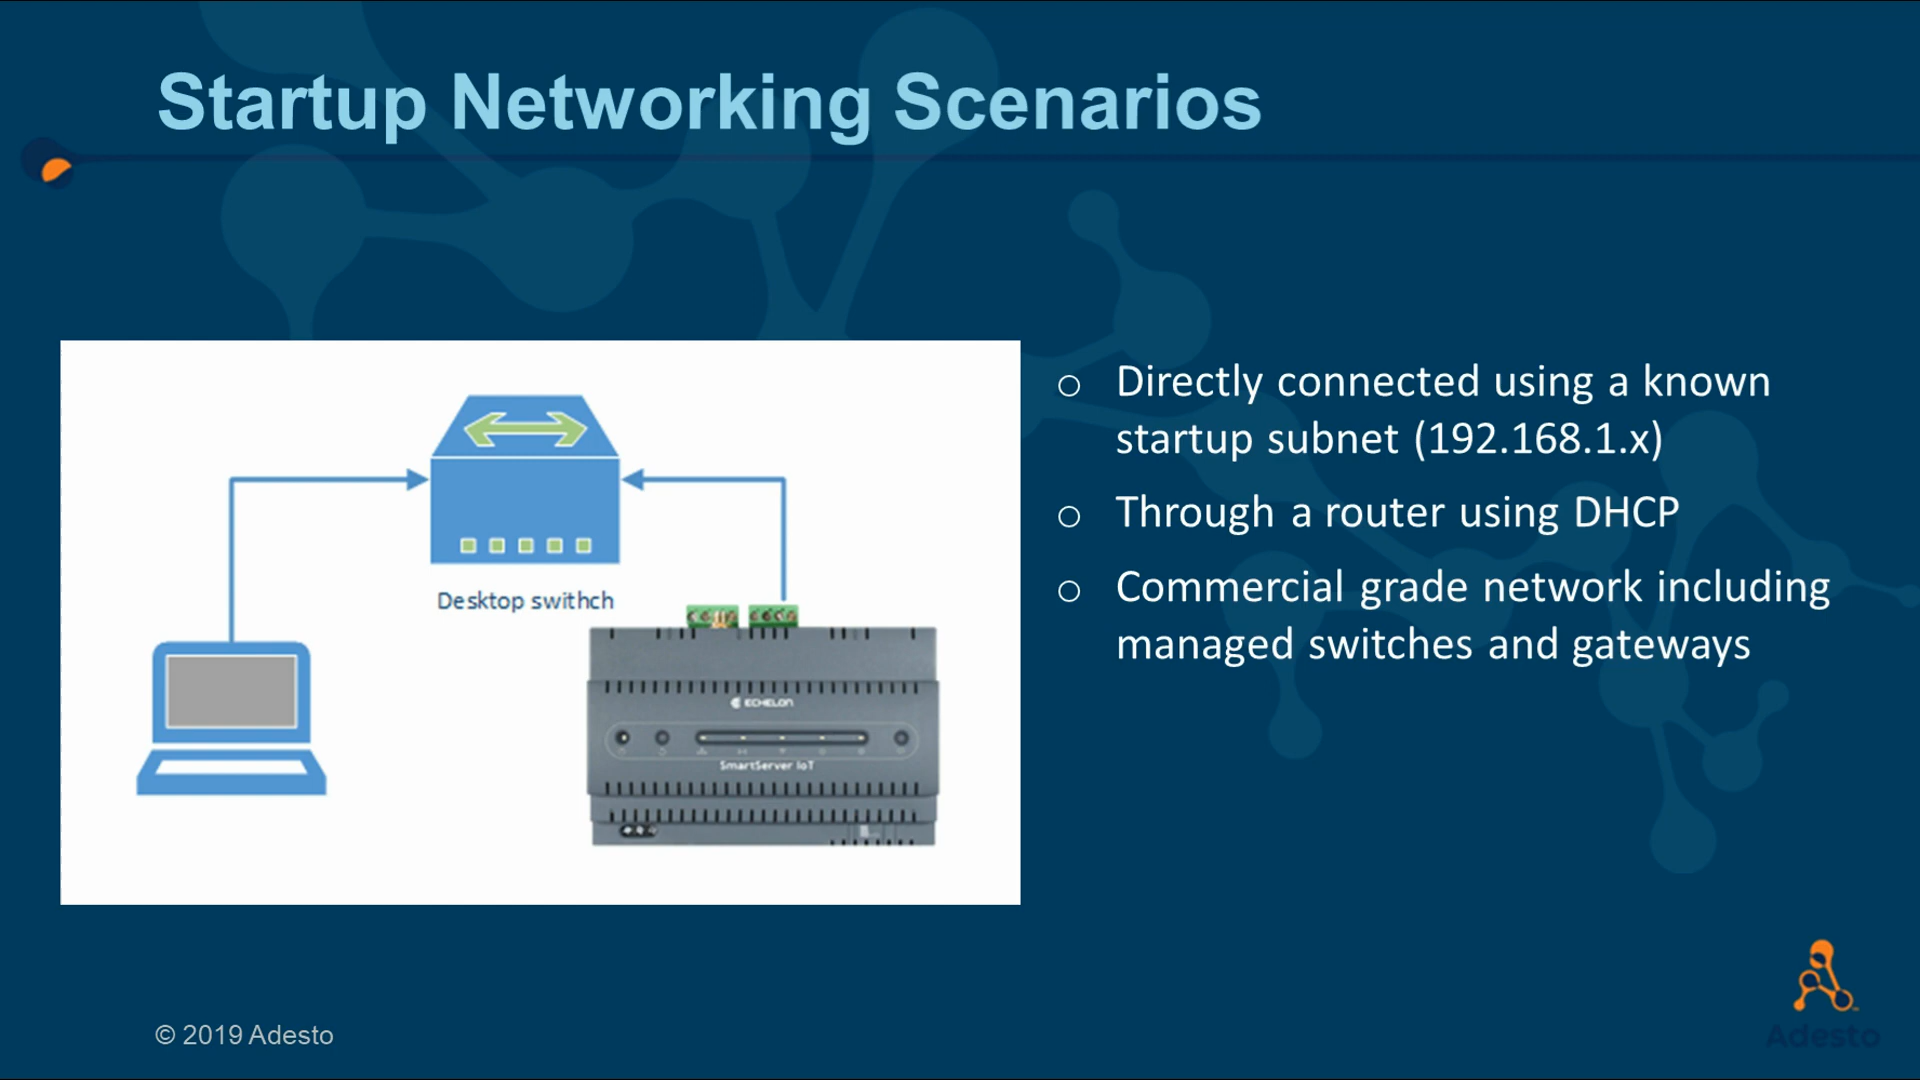 Startup Networking Scenarios
Desktop swithch
ECHELON
SmartServer IoT
o Directly connected using a known
startup subnet (192.168.1.x)
o Through a router using DHCP
o Commercial grade network including
managed switches and gateways
© 2019 Adesto
Adesto